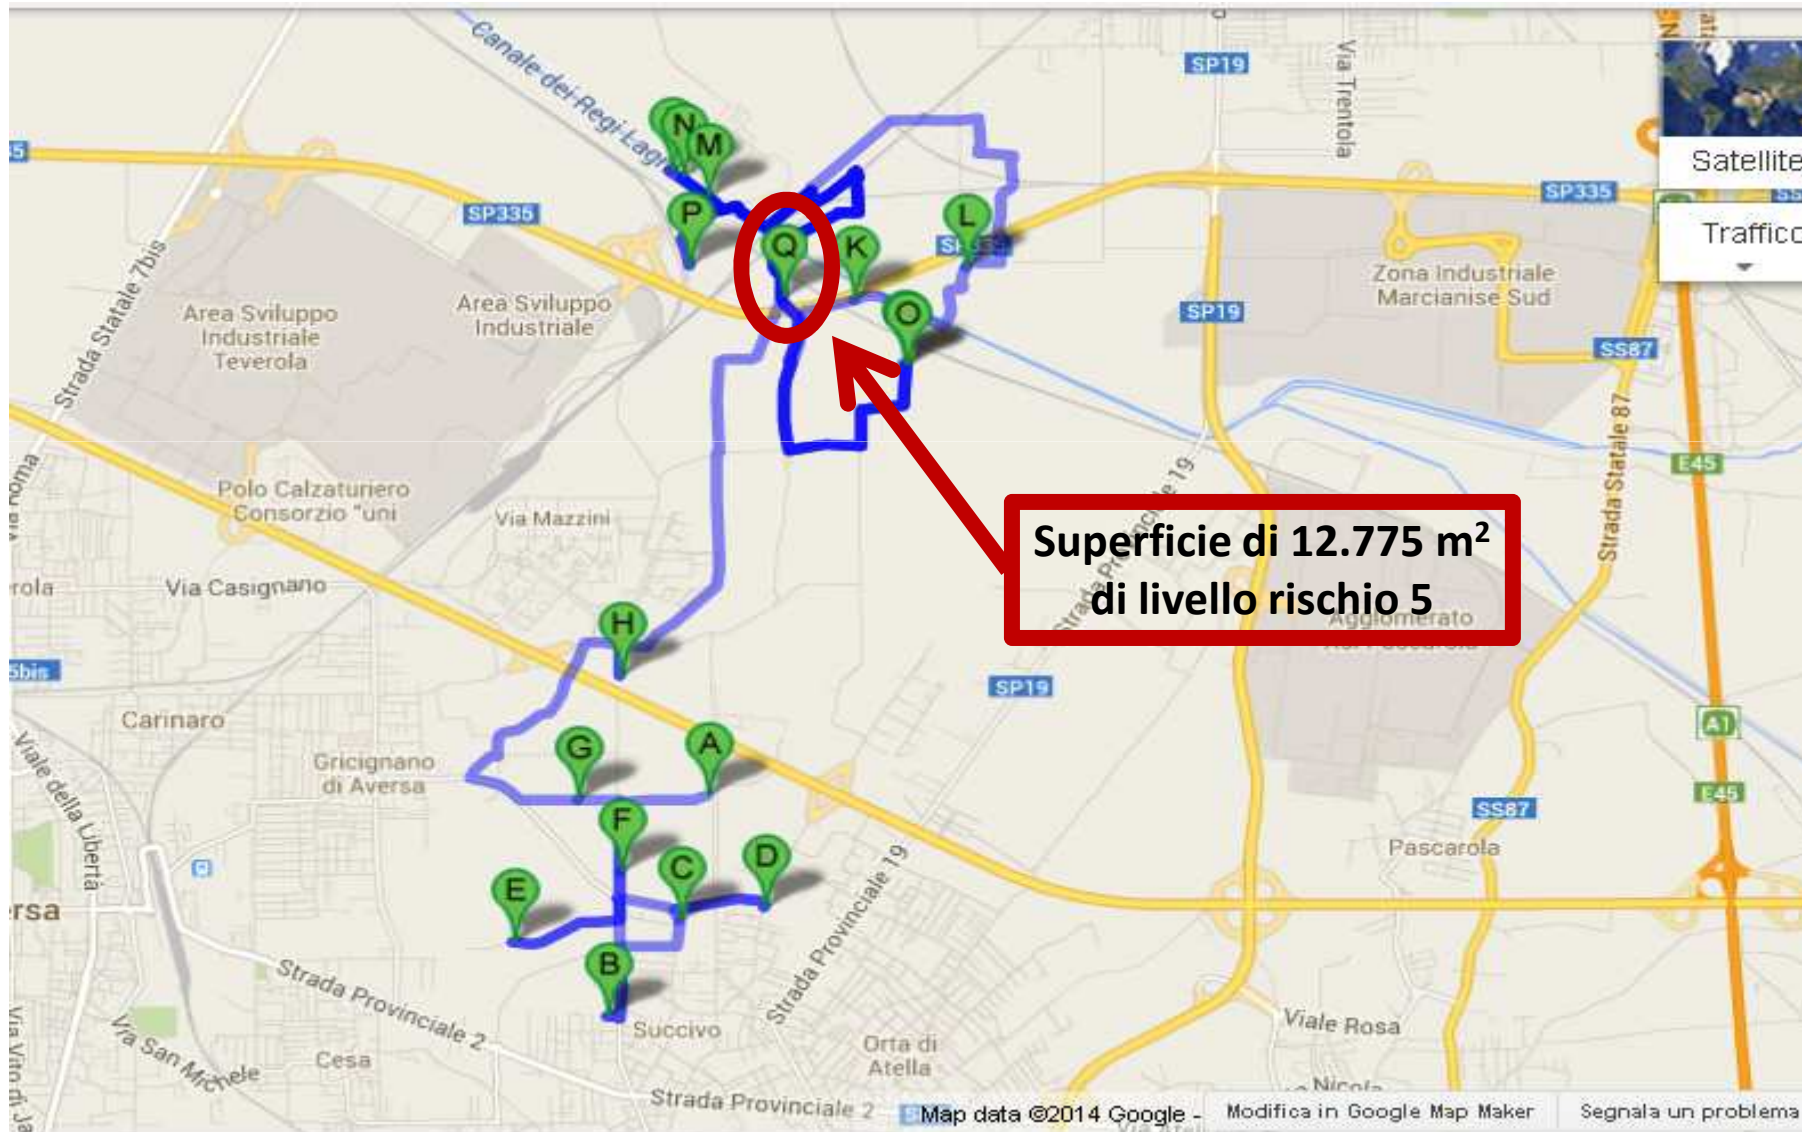 Canale dei Regi Lagni
SP19
Via Trentola
Satellite
N
M
SP335
SP335
P
L
Traffico
Q
K
Strada Statale 7bis
Area Sviluppo
Industriale
Teverola
Area Sviluppo
Industriale
Zona Industriale
Marcianise Sud
O
SP19
SS87
Strada Statale 87
E45
Polo Calzaturiero
Consorzio "uni
Via Mazzini
Strada Provinciale 19
Superficie di 12.775 m²
di livello rischio 5
Via Casignano
Agglomerato
H
SP19
Carinaro
A1
G
A
Gricignano
di Aversa
Viale della Libertà
E45
SS87
F
Pascarola
C
D
E
Strada Provinciale 19
B
Strada Provinciale 2
Succivo
Viale Rosa
Via San Michele
Cesa
Orta di
Atella
Strada Provinciale 2
Map data ©2014 Google -
Modifica in Google Map Maker
Segnala un problema